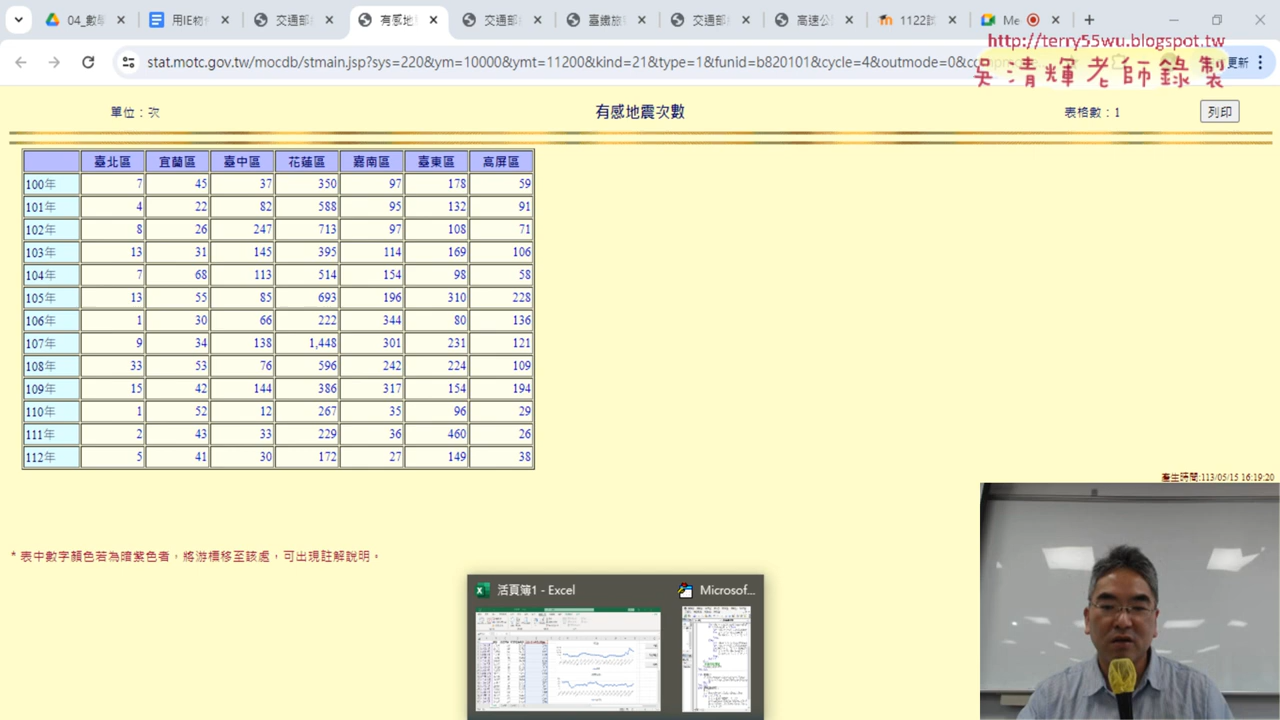 04_數
用IE物件
交通部
有感地
交通部
臺鐵旅
交通部
高速公
1122
Me
http://terry55wu.blogspot.tw
吳清輝老師錄製
stat.motc.gov.tw/mocdb/stmain.jsp?sys=220&ym=10000&ymt=11200&kind=21&type=1&funid=b820101&cycle=4&outmode=0&co
更新
單位：次
有感地震次數
表格數：1
列印
臺北區 宜蘭區 臺中區 花蓮區 嘉南區 臺東區 高屏區
100年 7 45 37 350 97 178 59
101年 4 22 82 588 95 132 91
102年 8 26 247 713 97 108 71
103年 13 31 145 395 114 169 106
104年 7 68 113 514 154 98 58
105年 13 55 85 693 196 310 228
106年 1 30 66 222 344 80 136
107年 9 34 138 1,448 301 231 121
108年 33 53 76 596 242 224 109
109年 15 42 144 386 317 154 194
110年 1 52 12 267 35 96 29
111年 2 43 33 229 36 460 26
112年 5 41 30 172 27 149 38
產生時間:113/05/15 16:19:20
* 表中數字顏色若為暗紫色者，將游標移至該處，可出現註解說明。
活頁簿1 - Excel
Microsof...